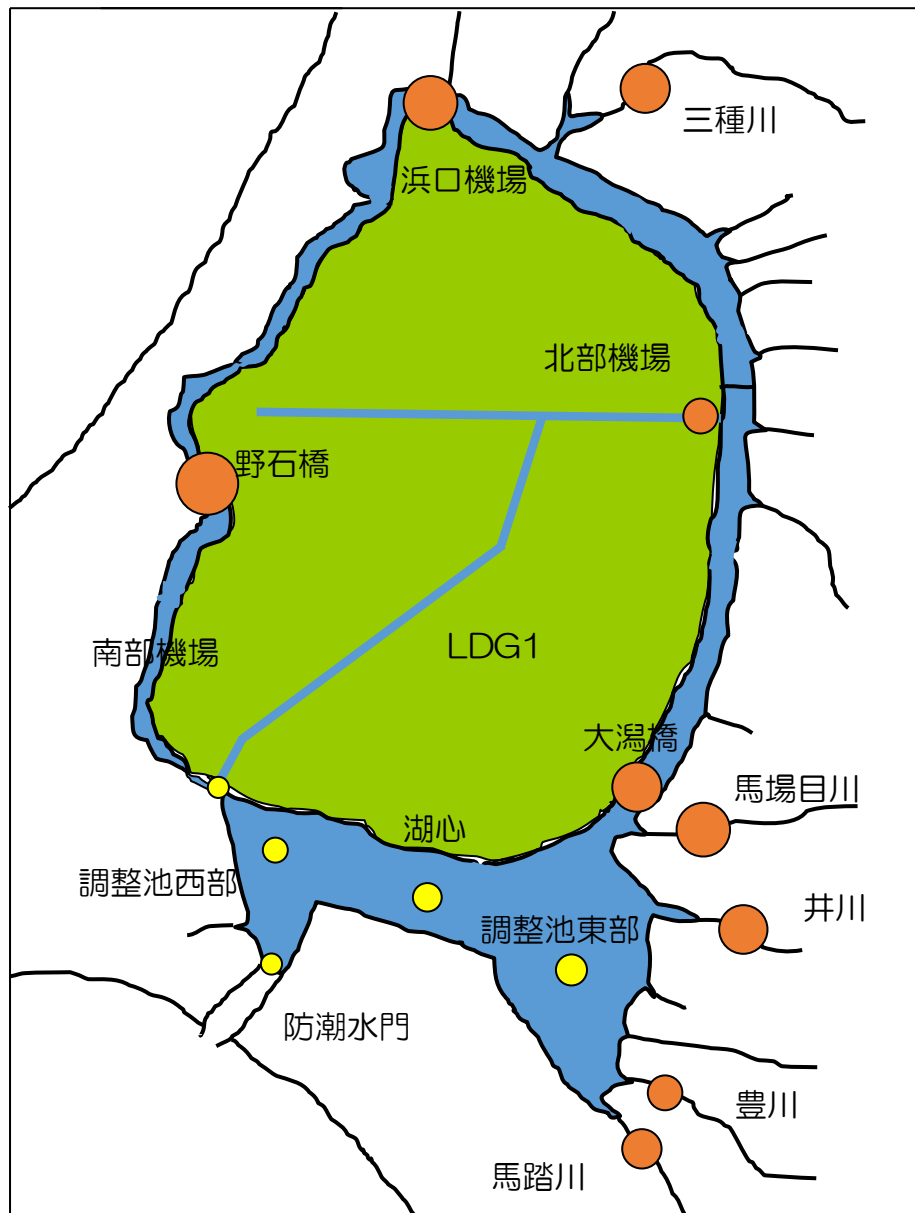 三種川
浜口機場
北部機場
野石橋
LDG1
南部機場
大潟橋
馬場目川
湖心
調整池西部
井川
調整池東部
防潮水門
豊川
馬踏川